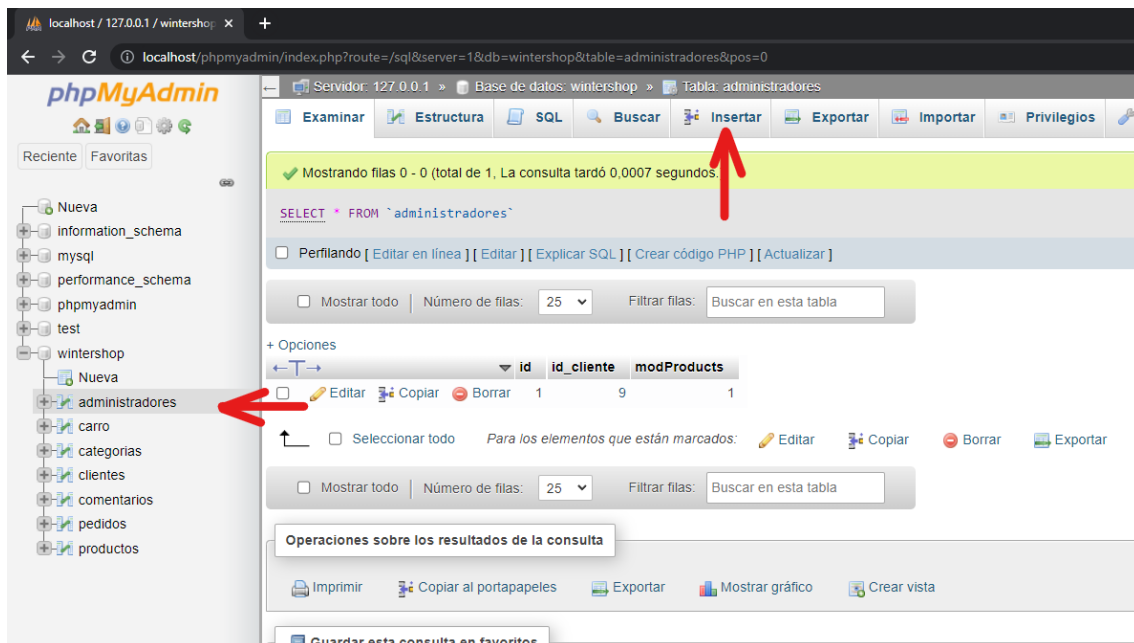 localhost / 127.0.0.1 / wintershop
localhost/phpmyadmin/index.php?route=/sql&server=1&db=wintershop&table=administradores&pos=0
phpMyAdmin
Reciente Favoritas
Nueva
information_schema
mysql
performance_schema
phpmyadmin
test
wintershop
Nueva
administradores
carro
categorias
clientes
comentarios
pedidos
productos
Servidor: 127.0.0.1 » Base de datos: wintershop » Tabla: administradores
Examinar Estructura SQL Buscar Insertar Exportar Importar Privilegios
Mostrando filas 0 - 0 (total de 1, La consulta tardó 0,0007 segundos.
SELECT * FROM `administradores`
Perfilando [ Editar en línea ] [ Editar ] [ Explicar SQL ] [ Crear código PHP ] [ Actualizar ]
Mostrar todo | Número de filas: 25 Filtrar filas: Buscar en esta tabla
+ Opciones
←T→ id id_cliente modProducts
Editar Copiar Borrar 1 9 1
Seleccionar todo Para los elementos que están marcados: Editar Copiar Borrar Exportar
Mostrar todo | Número de filas: 25 Filtrar filas: Buscar en esta tabla
Operaciones sobre los resultados de la consulta
Imprimir Copiar al portapapeles Exportar Mostrar gráfico Crear vista
Guardar esta consulta en favoritos